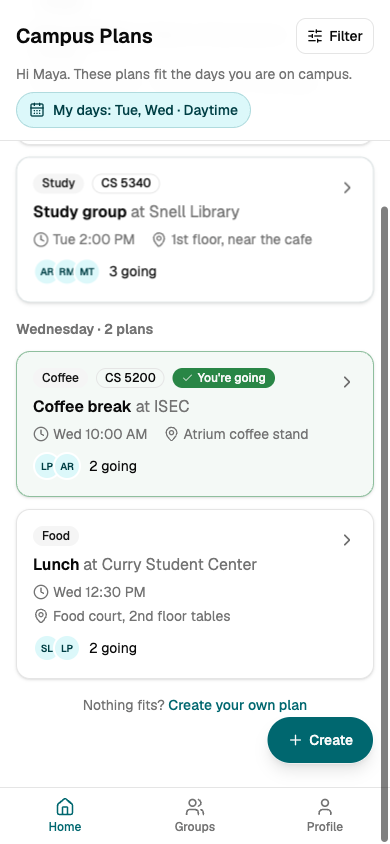 Campus Plans
Filter
Hi Maya. These plans fit the days you are on campus.
My days: Tue, Wed · Daytime
Study CS 5340
Study group at Snell Library
Tue 2:00 PM 1st floor, near the cafe
AR RM MT 3 going
Wednesday · 2 plans
Coffee CS 5200 You're going
Coffee break at ISEC
Wed 10:00 AM Atrium coffee stand
LP AR 2 going
Food
Lunch at Curry Student Center
Wed 12:30 PM
Food court, 2nd floor tables
SL LP 2 going
Nothing fits? Create your own plan
Create
Home Groups Profile